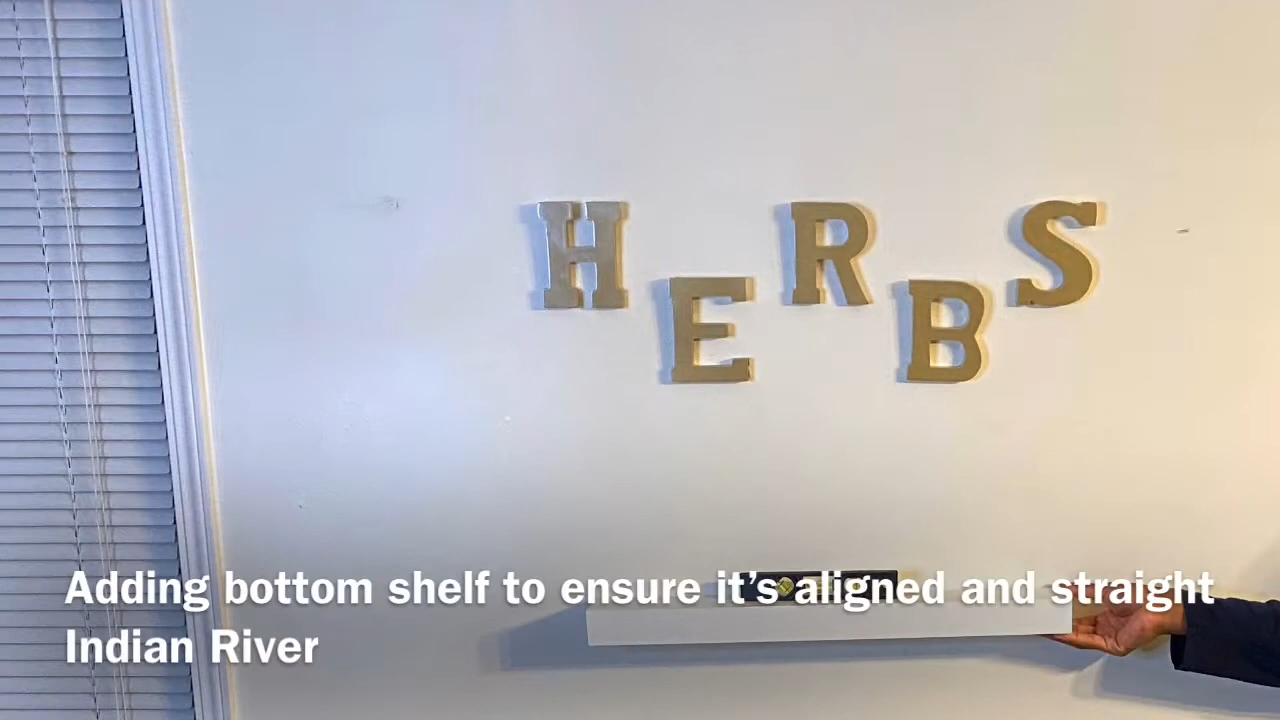 HERBS
Adding bottom shelf to ensure it's aligned and straight
Indian River